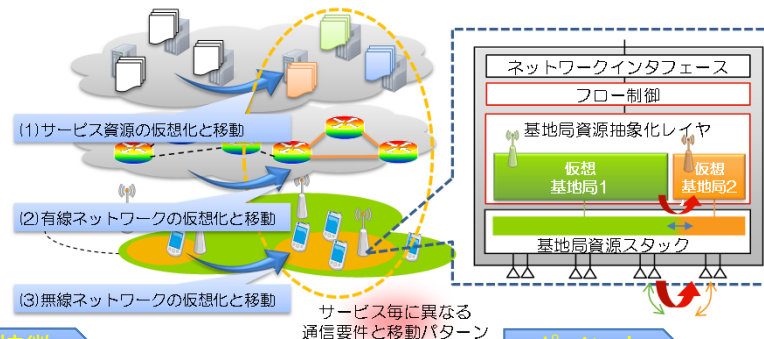 (1)サービス資源の仮想化と移動
(2)有線ネットワークの仮想化と移動
(3)無線ネットワークの仮想化と移動
サービス毎に異なる
通信要件と移動パターン
ネットワークインタフェース
フロー制御
基地局資源抽象化レイヤ
仮想
基地局1
仮想
基地局2
基地局資源スタック